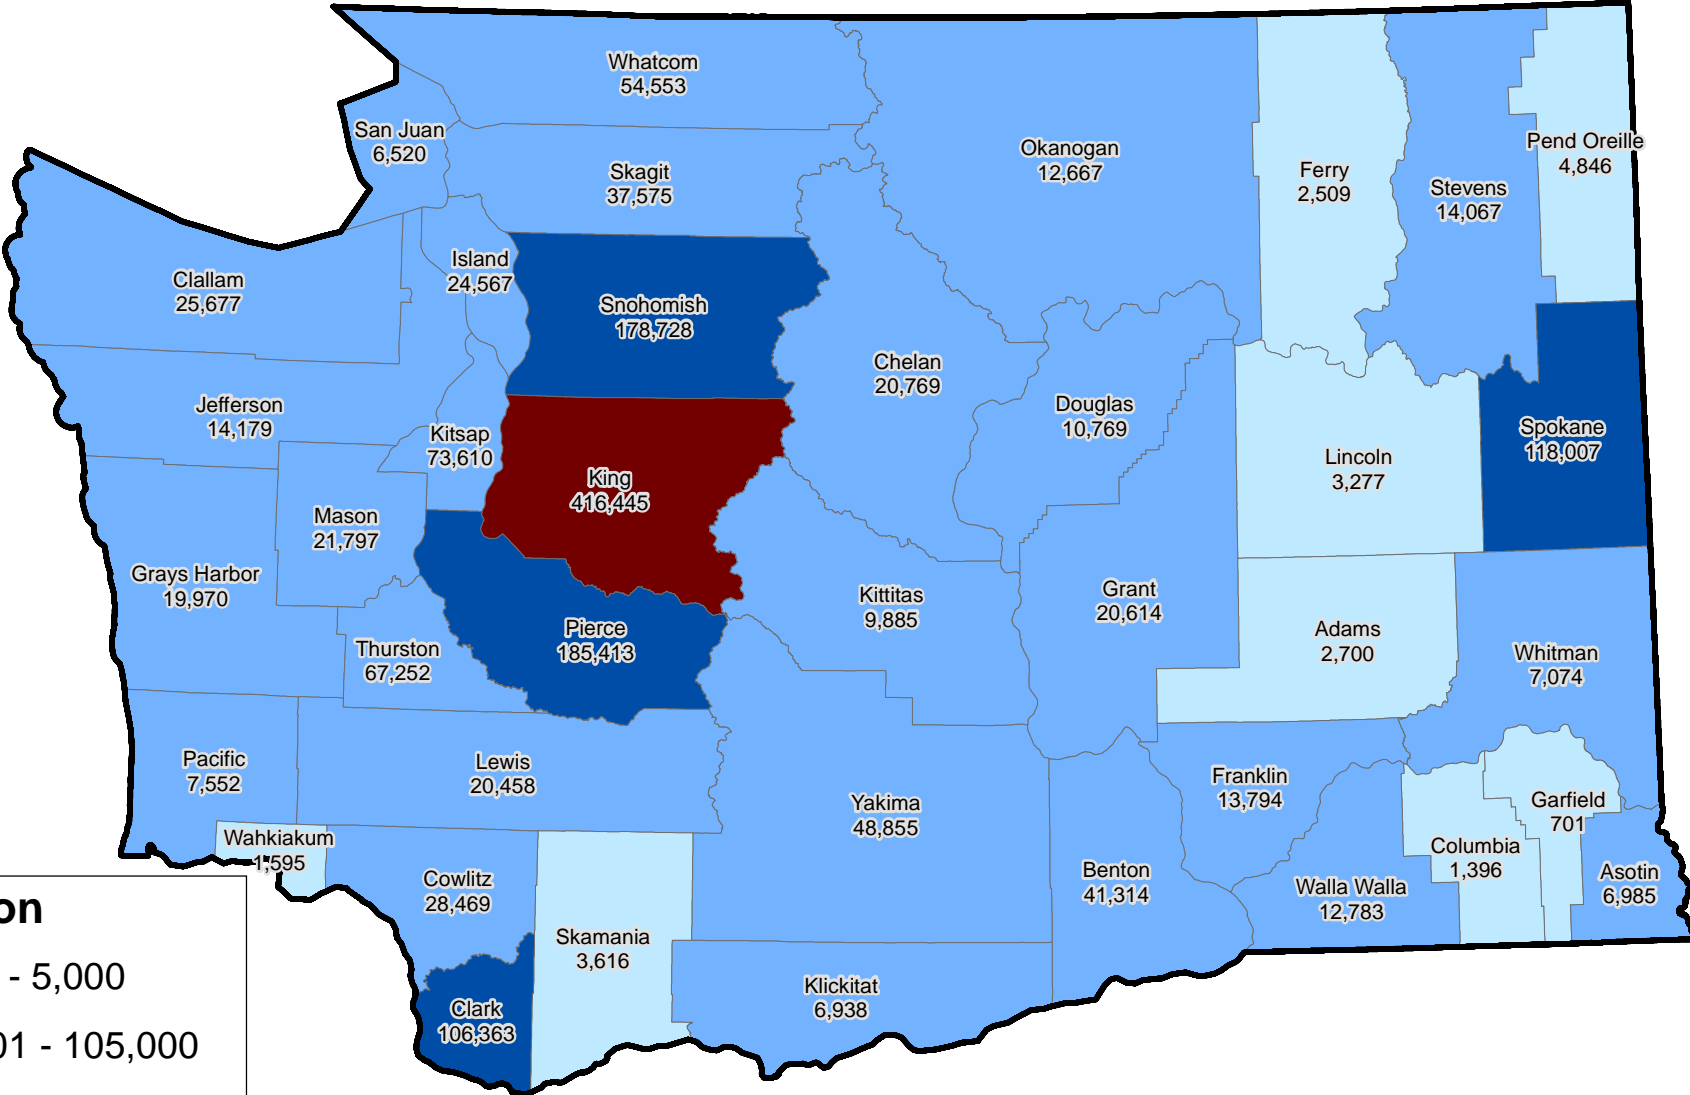 Whatcom
54,553
San Juan
6,520
Skagit
37,575
Okanogan
12,667
Ferry
2,509
Stevens
14,067
Pend Oreille
4,846
Clallam
25,677
Island
24,567
Snohomish
178,728
Chelan
20,769
Douglas
10,769
Jefferson
14,179
Kitsap
73,610
King
416,445
Lincoln
3,277
Spokane
118,007
Mason
21,797
Grays Harbor
19,970
Thurston
67,252
Pierce
185,413
Kittitas
9,885
Grant
20,614
Adams
2,700
Whitman
7,074
Pacific
7,552
Lewis
20,458
Yakima
48,855
Franklin
13,794
Garfield
701
Wahkiakum
1,595
Cowlitz
28,469
Benton
41,314
Walla Walla
12,783
Columbia
1,396
Asotin
6,985
Skamania
3,616
Clark
106,363
Klickitat
6,938
on
- 5,000
01 - 105,000